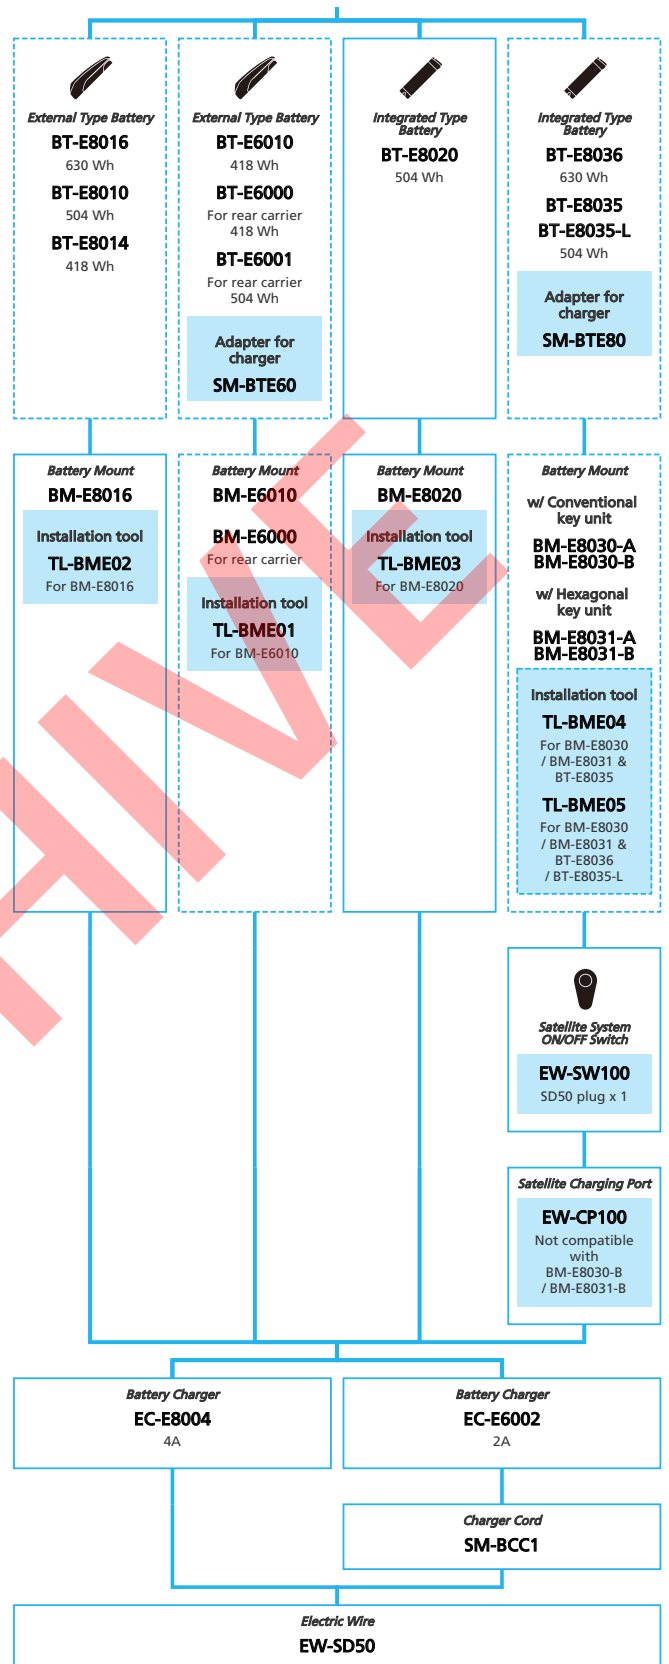 External Type Battery
BT-E8016
630 Wh
BT-E8010
504 Wh
BT-E8014
418 Wh
External Type Battery
BT-E6010
418 Wh
BT-E6000
For rear carrier
418 Wh
BT-E6001
For rear carrier
504 Wh
Adapter for
charger
SM-BTE60
Integrated Type
Battery
BT-E8020
504 Wh
Integrated Type
Battery
BT-E8036
630 Wh
BT-E8035
BT-E8035-L
504 Wh
Adapter for
charger
SM-BTE80
Battery Mount
BM-E8016
Installation tool
TL-BME02
For BM-E8016
Battery Mount
BM-E6010
BM-E6000
For rear carrier
Installation tool
TL-BME01
For BM-E6010
Battery Mount
BM-E8020
Installation tool
TL-BME03
For BM-E8020
Battery Mount
w/ Conventional
key unit
BM-E8030-A
BM-E8030-B
w/ Hexagonal
key unit
BM-E8031-A
BM-E8031-B
Installation tool
TL-BME04
For BM-E8030
/ BM-E8031 &
BT-E8035
TL-BME05
For BM-E8030
/ BM-E8031 &
BT-E8036
/ BT-E8035-L
Satellite System
ON/OFF Switch
EW-SW100
SD50 plug x 1
Satellite Charging Port
EW-CP100
Not compatible
with
BM-E8030-B
/ BM-E8031-B
Battery Charger
EC-E8004
4A
Battery Charger
EC-E6002
2A
Charger Cord
SM-BCC1
Electric Wire
EW-SD50
HIVE